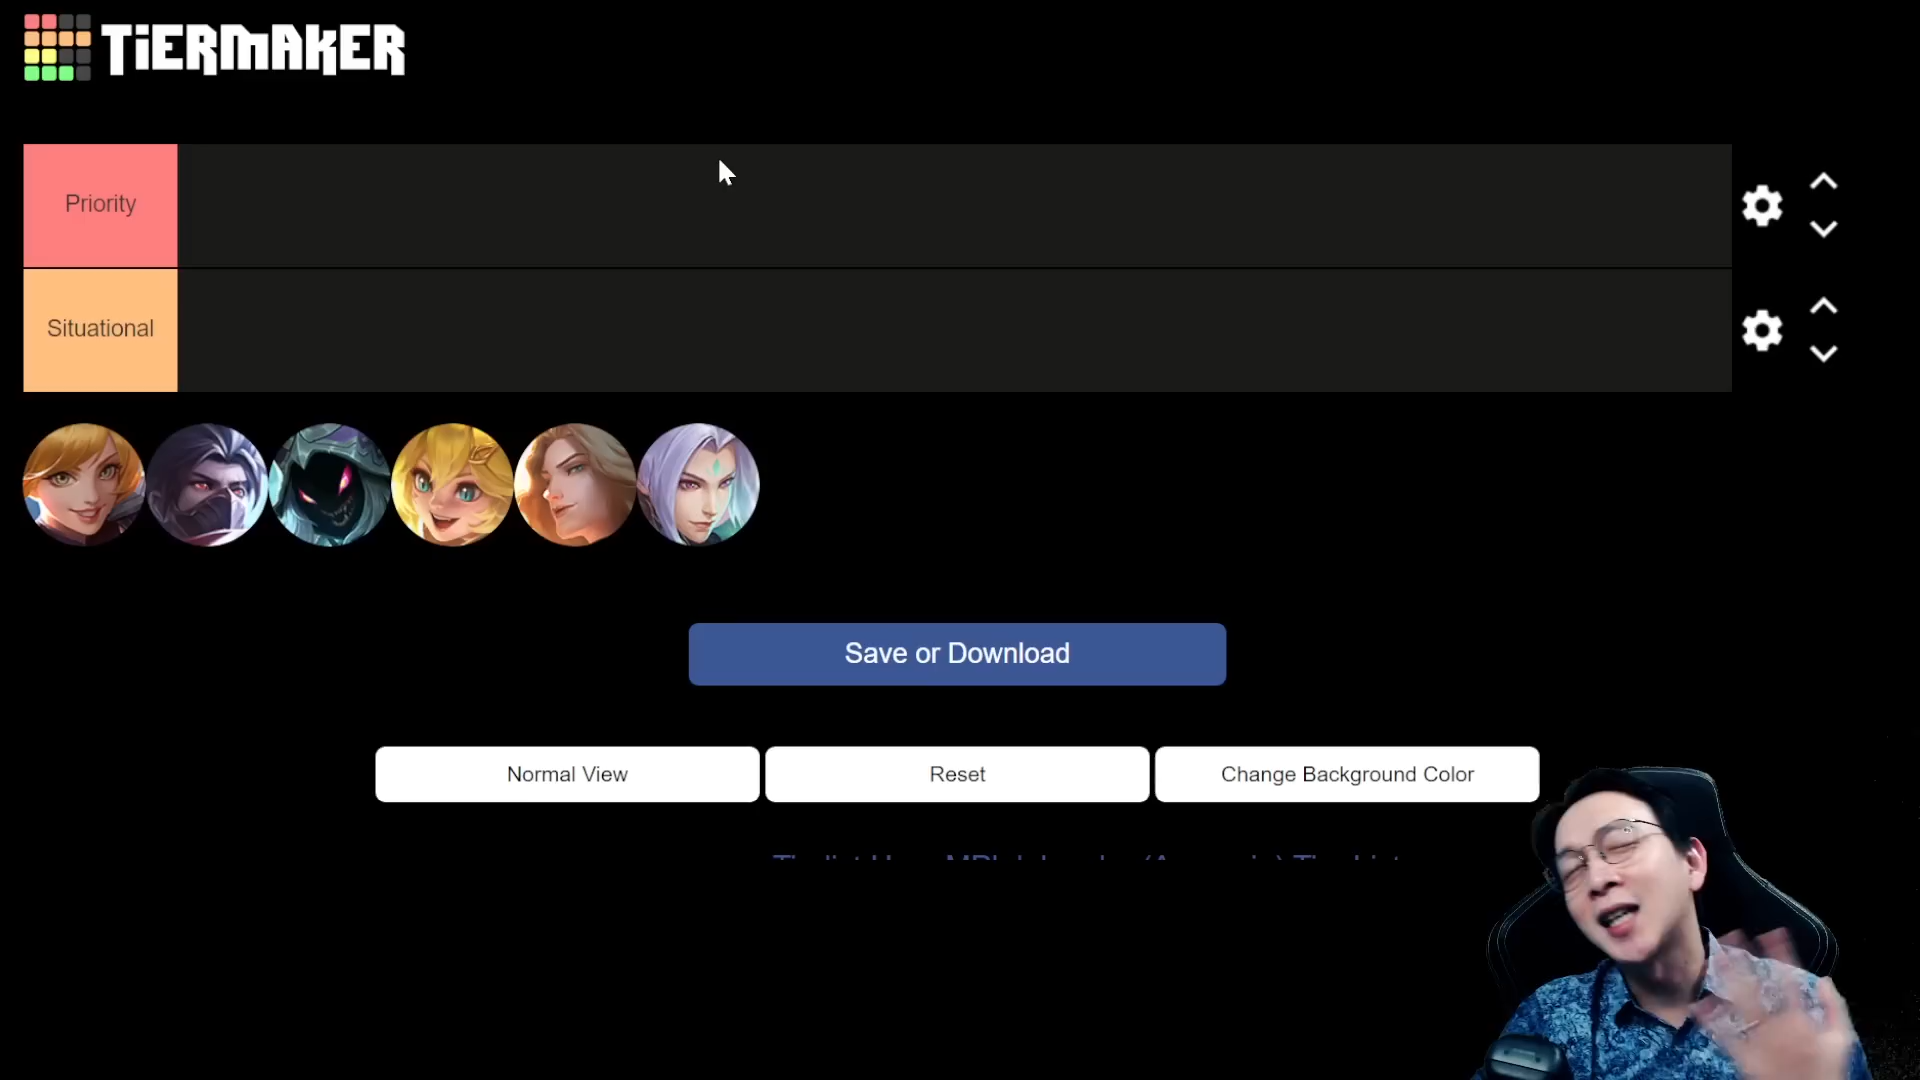 TiERMAKER
Priority
Situational
Save or Download
Normal View
Reset
Change Background Color